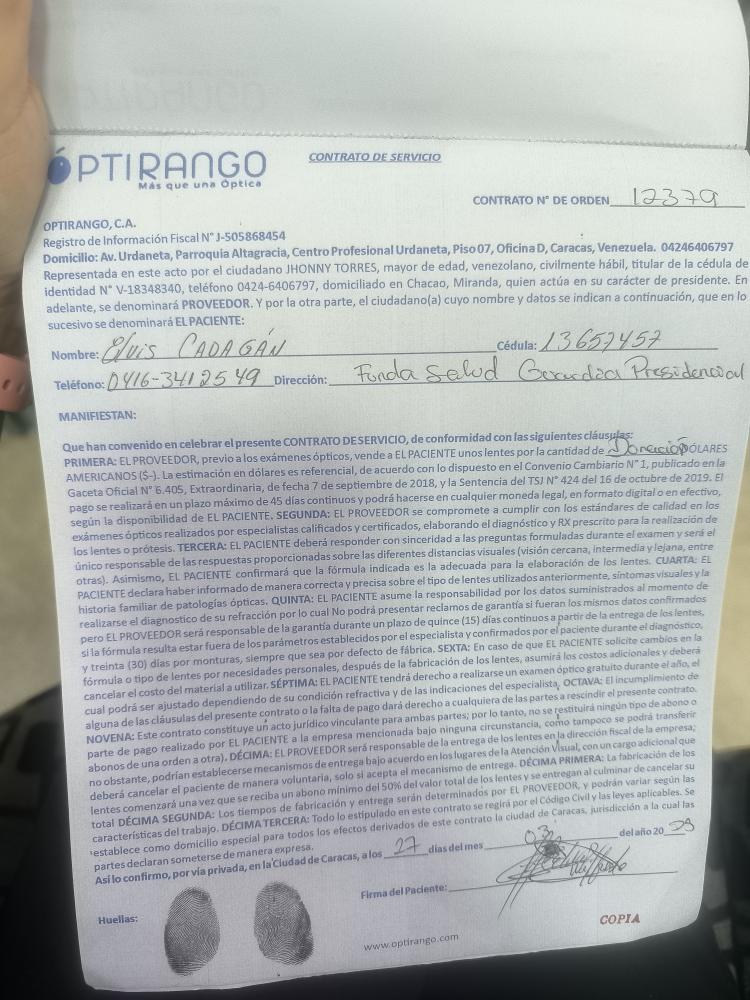 ÓPTIRANGO
Más que una Óptica
CONTRATO DE SERVICIO
CONTRATO N° DE ORDEN 12379
OPTIRANGO, C.A.
Registro de Información Fiscal N° J-505868454
Domicilio: Av. Urdaneta, Parroquia Altagracia, Centro Profesional Urdaneta, Piso 07, Oficina D, Caracas, Venezuela. 04246406797
Representada en este acto por el ciudadano JHONNY TORRES, mayor de edad, venezolano, civilmente hábil, titular de la cédula de
identidad N° V-18348340, teléfono 0424-6406797, domiciliado en Chacao, Miranda, quien actúa en su carácter de presidente. En
adelante, se denominará PROVEEDOR. Y por la otra parte, el ciudadano(a) cuyo nombre y datos se indican a continuación, que en lo
sucesivo se denominará EL PACIENTE:
Nombre: Elvis CADAGÁN Cédula: 13657457
Teléfono: 0416-3412549 Dirección: Funda Salud Guardia Presidencial
MANIFIESTAN:
Que han convenido en celebrar el presente CONTRATO DE SERVICIO, de conformidad con las siguientes cláusulas:
PRIMERA: EL PROVEEDOR, previo a los exámenes ópticos, vende a EL PACIENTE unos lentes por la cantidad de Donación DÓLARES
AMERICANOS ($-). La estimación en dólares es referencial, de acuerdo con lo dispuesto en el Convenio Cambiario N° 1, publicado en la
Gaceta Oficial N° 6.405, Extraordinaria, de fecha 7 de septiembre de 2018, y la Sentencia del TSJ N° 424 del 16 de octubre de 2019. El
pago se realizará en un plazo máximo de 45 días continuos y podrá hacerse en cualquier moneda legal, en formato digital o en efectivo,
según la disponibilidad de EL PACIENTE. SEGUNDA: EL PROVEEDOR se compromete a cumplir con los estándares de calidad en los
exámenes ópticos realizados por especialistas calificados y certificados, elaborando el diagnóstico y RX prescrito para la realización de
los lentes o prótesis. TERCERA: EL PACIENTE deberá responder con sinceridad a las preguntas formuladas durante el examen y será el
único responsable de las respuestas proporcionadas sobre las diferentes distancias visuales (visión cercana, intermedia y lejana, entre
otras). Asimismo, EL PACIENTE confirmará que la fórmula indicada es la adecuada para la elaboración de los lentes. CUARTA: EL
PACIENTE declara haber informado de manera correcta y precisa sobre el tipo de lentes utilizados anteriormente, síntomas visuales y la
historia familiar de patologías ópticas. QUINTA: EL PACIENTE asume la responsabilidad por los datos suministrados al momento de
realizarse el diagnostico de su refracción por lo cual No podrá presentar reclamos de garantía si fueran los mismos datos confirmados
pero EL PROVEEDOR será responsable de la garantía durante un plazo de quince (15) días continuos a partir de la entrega de los lentes,
si la fórmula resulta estar fuera de los parámetros establecidos por el especialista y confirmados por el paciente durante el diagnóstico,
y treinta (30) días por monturas, siempre que sea por defecto de fábrica. SEXTA: En caso de que EL PACIENTE solicite cambios en la
fórmula o tipo de lentes por necesidades personales, después de la fabricación de los lentes, asumirá los costos adicionales y deberá
cancelar el costo del material a utilizar. SÉPTIMA: EL PACIENTE tendrá derecho a realizarse un examen óptico gratuito durante el año, el
cual podrá ser ajustado dependiendo de su condición refractiva y de las indicaciones del especialista. OCTAVA: El incumplimiento de
alguna de las cláusulas del presente contrato o la falta de pago dará derecho a cualquiera de las partes a rescindir el presente contrato.
NOVENA: Este contrato constituye un acto jurídico vinculante para ambas partes; por lo tanto, no se restituirá ningún tipo de abono o
parte de pago realizado por EL PACIENTE a la empresa mencionada bajo ninguna circunstancia, como tampoco se podrá transferir
abonos de una orden a otra). DÉCIMA: EL PROVEEDOR será responsable de la entrega de los lentes en la dirección fiscal de la empresa;
no obstante, podrían establecerse mecanismos de entrega bajo acuerdo en los lugares de la Atención Visual, con un cargo adicional que
deberá cancelar el paciente de manera voluntaria, solo si acepta el mecanismo de entrega. DÉCIMA PRIMERA: La fabricación de los
lentes comenzará una vez que se reciba un abono mínimo del 50% del valor total de los lentes y se entregan al culminar de cancelar su
total DÉCIMA SEGUNDA: Los tiempos de fabricación y entrega serán determinados por EL PROVEEDOR, y podrán variar según las
características del trabajo. DÉCIMA TERCERA: Todo lo estipulado en este contrato se regirá por el Código Civil y las leyes aplicables. Se
establece como domicilio especial para todos los efectos derivados de este contrato la ciudad de Caracas, jurisdicción a la cual las
partes declaran someterse de manera expresa.
Así lo confirmo, por vía privada, en la Ciudad de Caracas, a los 27 días del mes 03 del año 20
Firma del Paciente:
Huellas:
COPIA
www.optirango.com